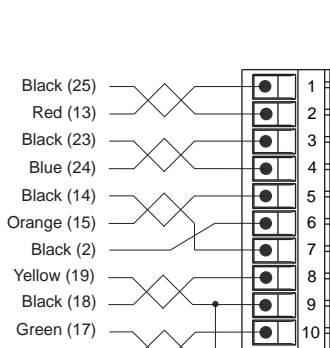 Black (25)
Red (13)
Black (23)
Blue (24)
Black (14)
Orange (15)
Black (2)
Yellow (19)
Black (18)
Green (17)
1
2
3
4
5
6
7
8
9
10